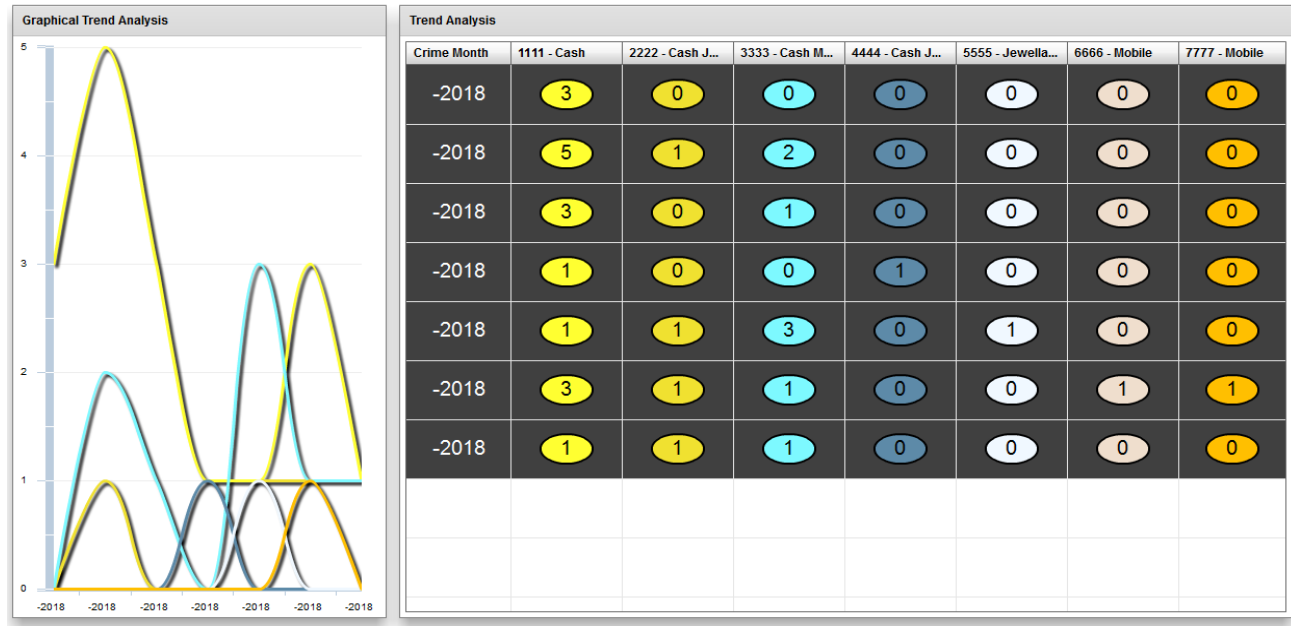 Graphical Trend Analysis
5
4
3
2
1
0
-2018 -2018 -2018 -2018 -2018 -2018 -2018
Trend Analysis
Crime Month 1111 - Cash 2222 - Cash J... 3333 - Cash M... 4444 - Cash J... 5555 - Jewella... 6666 - Mobile 7777 - Mobile
-2018 3 0 0 0 0 0 0
-2018 5 1 2 0 0 0 0
-2018 3 0 1 0 0 0 0
-2018 1 0 0 1 0 0 0
-2018 1 1 3 0 1 0 0
-2018 3 1 1 0 0 1 1
-2018 1 1 1 0 0 0 0